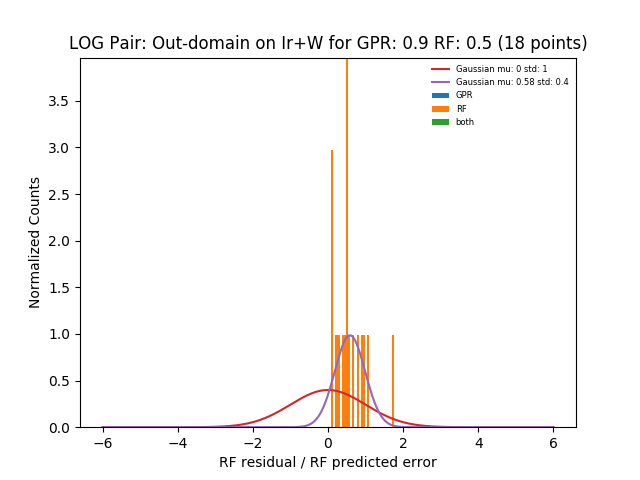 LOG Pair: Out-domain on Ir+W for GPR: 0.9 RF: 0.5 (18 points)
Gaussian mu: 0 std: 1
Gaussian mu: 0.58 std: 0.4
GPR
RF
both
Normalized Counts
3.5
3.0
2.5
2.0
1.5
1.0
0.5
0.0
−6 −4 −2 0 2 4 6
RF residual / RF predicted error